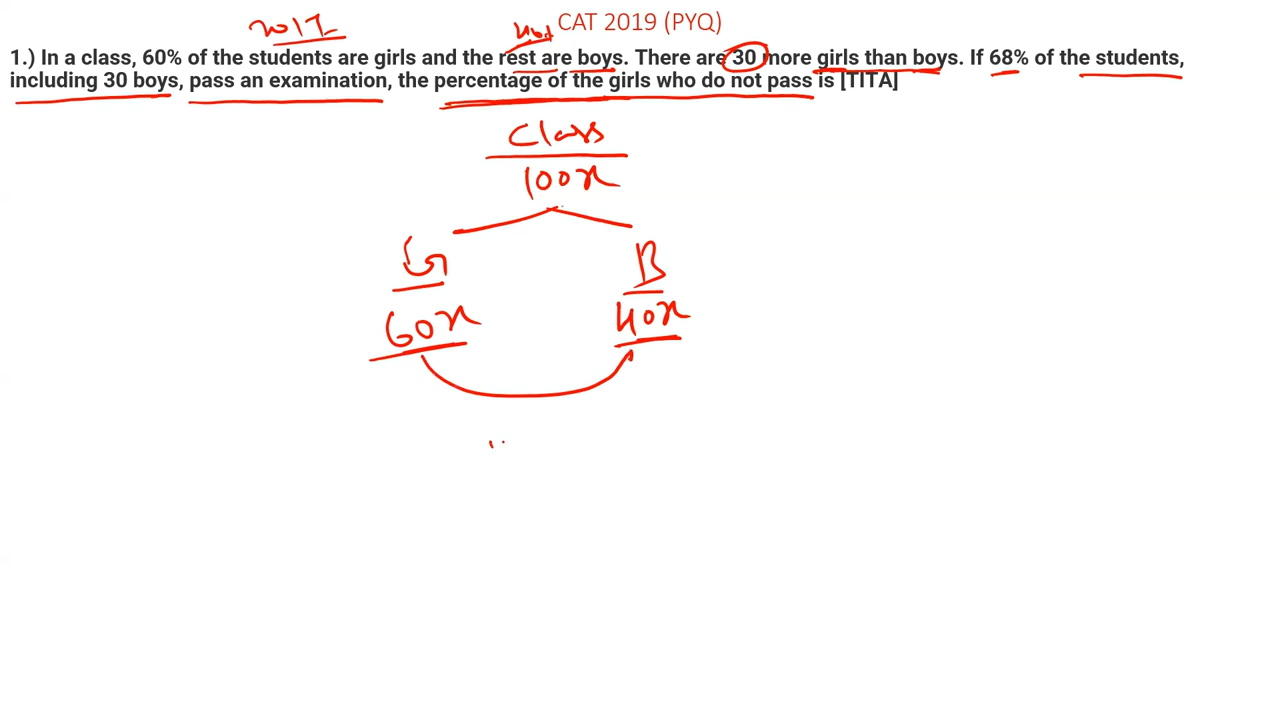 2017
CAT 2019 (PYQ)
1.) In a class, 60% of the students are girls and the rest are boys. There are 30 more girls than boys. If 68% of the students,
including 30 boys, pass an examination, the percentage of the girls who do not pass is [TITA]
Class
100x
G B
60x 40x